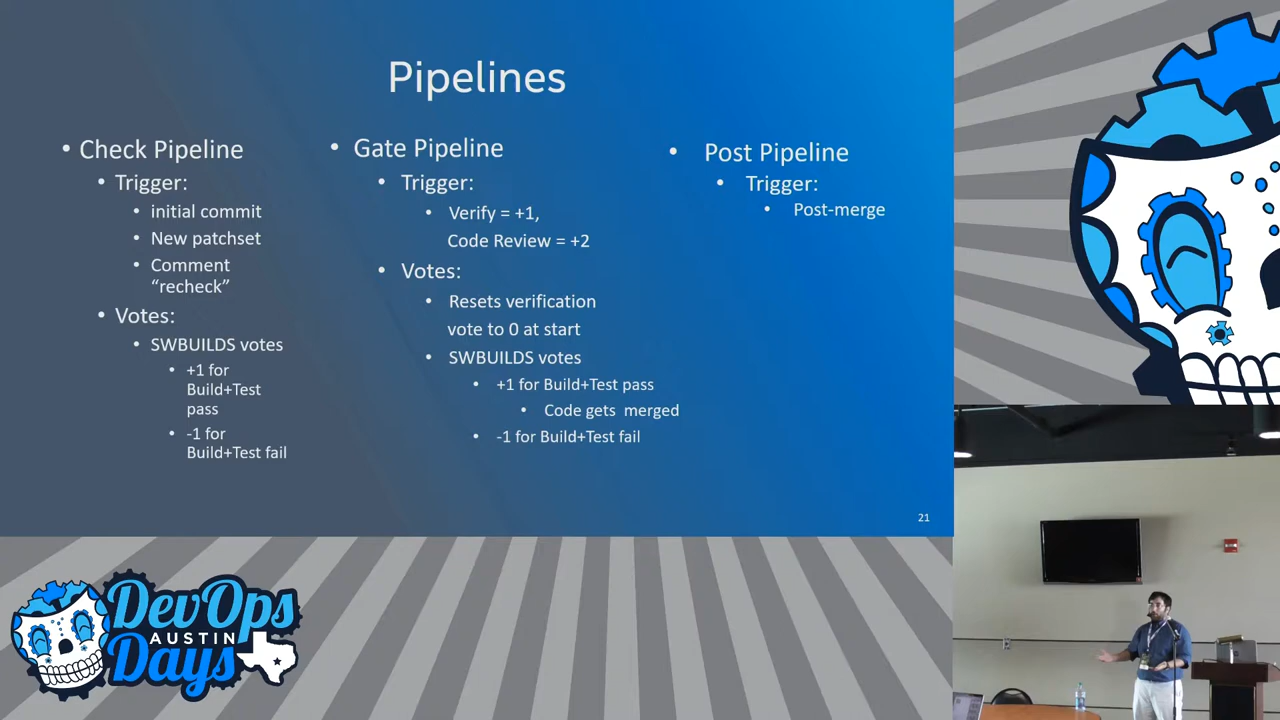 Pipelines
• Check Pipeline
• Trigger:
• initial commit
• New patchset
• Comment
“recheck”
• Votes:
• SWBUILDS votes
• +1 for
Build+Test
pass
• -1 for
Build+Test fail
• Gate Pipeline
• Trigger:
• Verify = +1,
Code Review = +2
• Votes:
• Resets verification
vote to 0 at start
• SWBUILDS votes
• +1 for Build+Test pass
• Code gets merged
• -1 for Build+Test fail
• Post Pipeline
• Trigger:
• Post-merge
21
DevOps
AUSTIN
Days